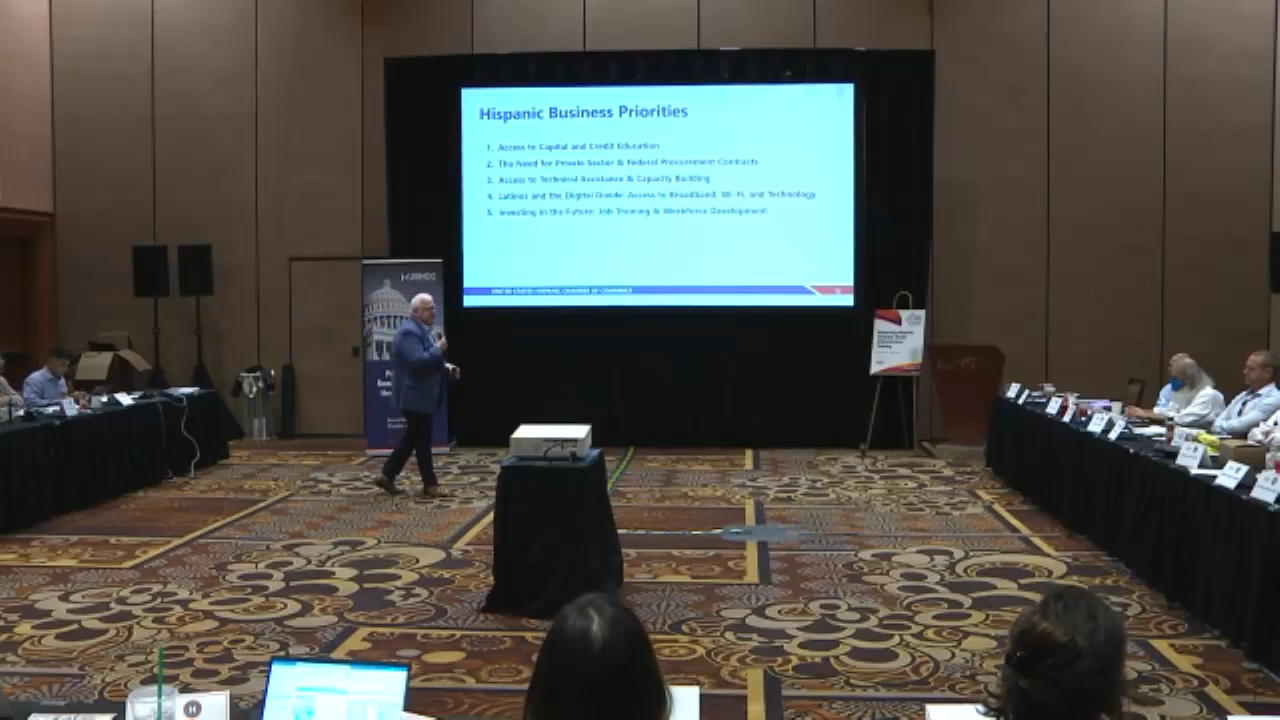 Hispanic Business Priorities
1. Access to Capital and Credit Education
2. The Need for Private Sector & Federal Procurement Contracts
3. Access to Technical Assistance & Capacity Building
4. Latinos and the Digital Divide: Access to Broadband, Wi-Fi, and Technology
5. Investing in the Future: Job Training & Workforce Development
UNITED STATES HISPANIC CHAMBER OF COMMERCE
USHCC